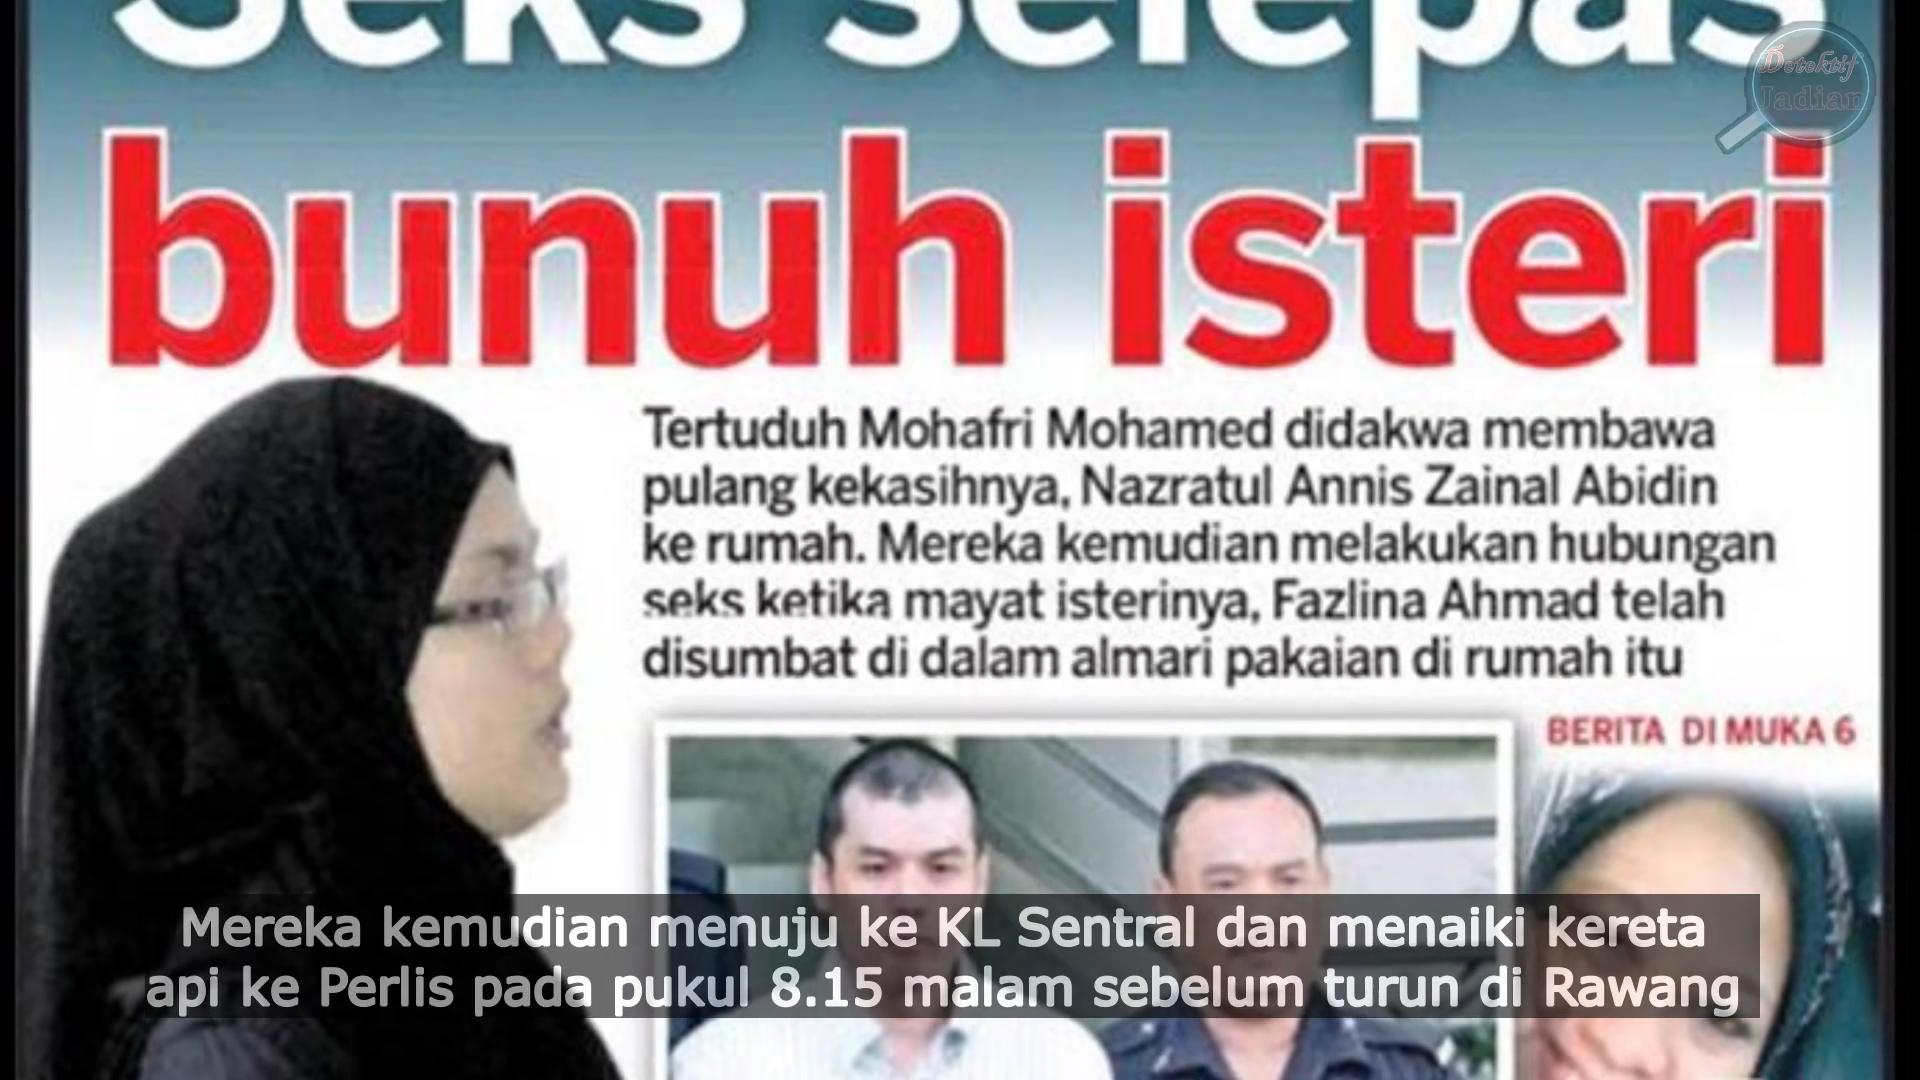 Seks selepas
Detektif
Jadian
bunuh isteri
Tertuduh Mohafri Mohamed didakwa membawa
pulang kekasihnya, Nazratul Annis Zainal Abidin
ke rumah. Mereka kemudian melakukan hubungan
seks ketika mayat isterinya, Fazlina Ahmad telah
disumbat di dalam almari pakaian di rumah itu
BERITA DI MUKA 6
Mereka kemudian menuju ke KL Sentral dan menaiki kereta
api ke Perlis pada pukul 8.15 malam sebelum turun di Rawang